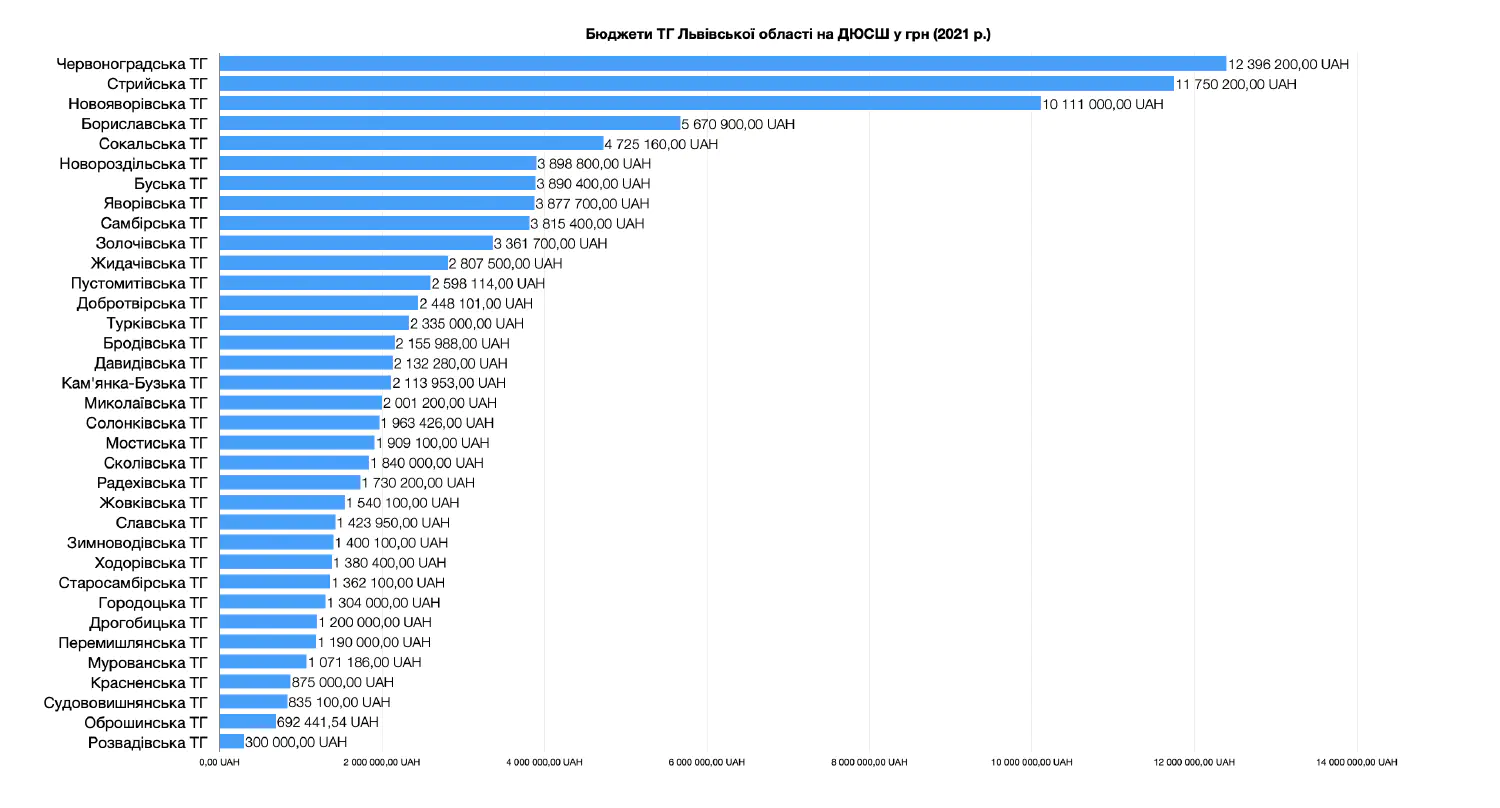 Бюджети ТГ Львівської області на ДЮСШ у грн (2021 р.)
Червоноградська ТГ 12 396 200,00 UAH
Стрийська ТГ 11 750 200,00 UAH
Новояворівська ТГ 10 111 000,00 UAH
Бориславська ТГ 5 670 900,00 UAH
Сокальська ТГ 4 725 160,00 UAH
Новороздільська ТГ 3 898 800,00 UAH
Буська ТГ 3 890 400,00 UAH
Яворівська ТГ 3 877 700,00 UAH
Самбірська ТГ 3 815 400,00 UAH
Золочівська ТГ 3 361 700,00 UAH
Жидачівська ТГ 2 807 500,00 UAH
Пустомитівська ТГ 2 598 114,00 UAH
Добротвірська ТГ 2 448 101,00 UAH
Турківська ТГ 2 335 000,00 UAH
Бродівська ТГ 2 155 988,00 UAH
Давидівська ТГ 2 132 280,00 UAH
Кам'янка-Бузька ТГ 2 113 953,00 UAH
Миколаївська ТГ 2 001 200,00 UAH
Солонківська ТГ 1 963 426,00 UAH
Мостиська ТГ 1 909 100,00 UAH
Сколівська ТГ 1 840 000,00 UAH
Радехівська ТГ 1 730 200,00 UAH
Жовківська ТГ 1 540 100,00 UAH
Славська ТГ 1 423 950,00 UAH
Зимноводівська ТГ 1 400 100,00 UAH
Ходорівська ТГ 1 380 400,00 UAH
Старосамбірська ТГ 1 362 100,00 UAH
Городоцька ТГ 1 304 000,00 UAH
Дрогобицька ТГ 1 200 000,00 UAH
Перемишлянська ТГ 1 190 000,00 UAH
Мурованська ТГ 1 071 186,00 UAH
Красненська ТГ 875 000,00 UAH
Судововишнянська ТГ 835 100,00 UAH
Оброшинська ТГ 692 441,54 UAH
Розвадівська ТГ 300 000,00 UAH
0,00 UAH 2 000 000,00 UAH 4 000 000,00 UAH 6 000 000,00 UAH 8 000 000,00 UAH 10 000 000,00 UAH 12 000 000,00 UAH 14 000 000,00 UAH